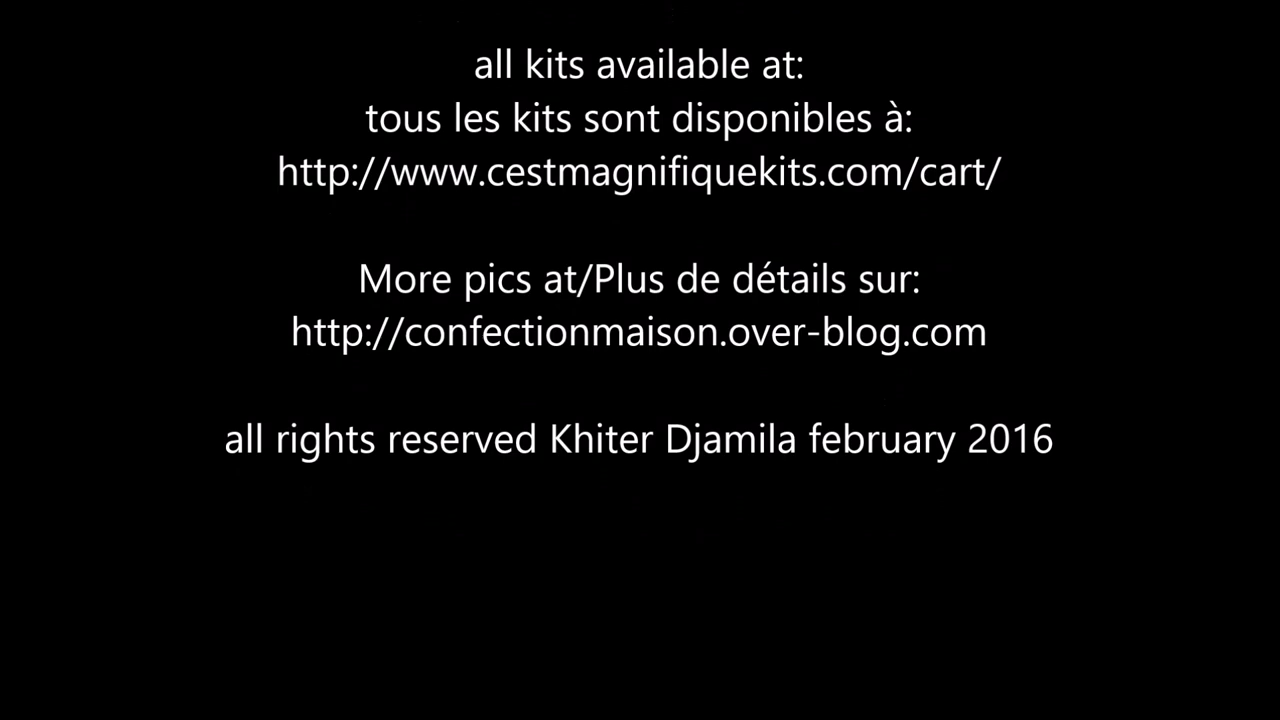 all kits available at:
tous les kits sont disponibles à:
http://www.cestmagnifiquekits.com/cart/
More pics at/Plus de détails sur:
http://confectionmaison.over-blog.com
all rights reserved Khiter Djamila february 2016